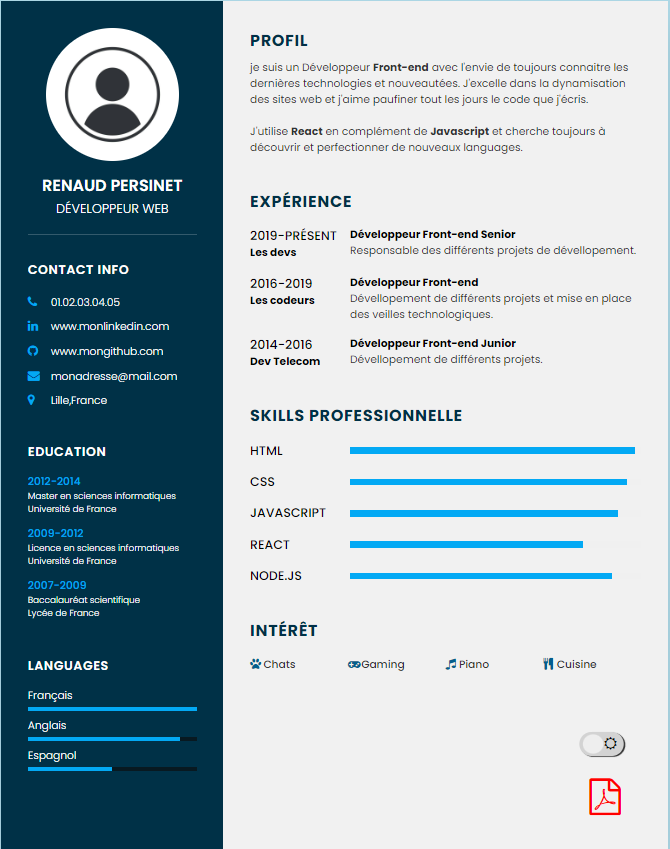 RENAUD PERSINET
DÉVELOPPEUR WEB
CONTACT INFO
01.02.03.04.05
www.monlinkedin.com
www.mongithub.com
monadresse@mail.com
Lille,France
EDUCATION
2012-2014
Master en sciences informatiques
Université de France
2009-2012
Licence en sciences informatiques
Université de France
2007-2009
Baccalauréat scientifique
Lycée de France
LANGUAGES
Français
Anglais
Espagnol
PROFIL
je suis un Développeur Front-end avec l'envie de toujours connaitre les
dernières technologies et nouveautées. J'excelle dans la dynamisation
des sites web et j'aime paufiner tout les jours le code que j'écris.
J'utilise React en complément de Javascript et cherche toujours à
découvrir et perfectionner de nouveaux languages.
EXPÉRIENCE
2019-PRÉSENT
Les devs
Développeur Front-end Senior
Responsable des différents projets de dévellopement.
2016-2019
Les codeurs
Développeur Front-end
Dévellopement de différents projets et mise en place
des veilles technologiques.
2014-2016
Dev Telecom
Développeur Front-end Junior
Dévellopement de différents projets.
SKILLS PROFESSIONNELLE
HTML
CSS
JAVASCRIPT
REACT
NODE.JS
INTÉRÊT
Chats
Gaming
Piano
Cuisine